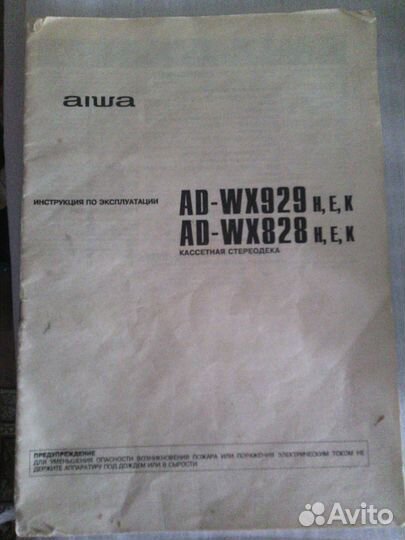 aiwa
ИНСТРУКЦИЯ ПО ЭКСПЛУАТАЦИИ
AD-WX929 H, E, K
AD-WX828 H, E, K
КАССЕТНАЯ СТЕРЕОДЕКА
ПРЕДУПРЕЖДЕНИЕ
ДЛЯ УМЕНЬШЕНИЯ ОПАСНОСТИ ВОЗНИКНОВЕНИЯ ПОЖАРА ИЛИ ПОРАЖЕНИЯ ЭЛЕКТРИЧЕСКИМ ТОКОМ НЕ
ДЕРЖИТЕ АППАРАТУРУ ПОД ДОЖДЕМ ИЛИ В СЫРОСТИ
Avito